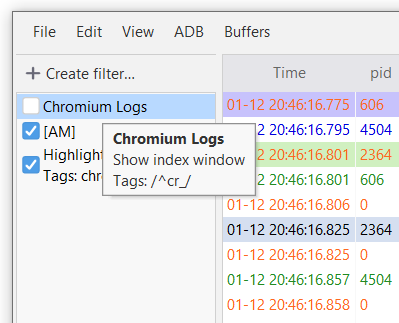 File Edit View ADB Buffers
Create filter...
Time pid
Chromium Logs
[AM]
Highlight
Tags: chr
Chromium Logs
Show index window
Tags: /^cr_/
01-12 20:46:16.775 606
01-12 20:46:16.795 4504
01-12 20:46:16.801 2364
01-12 20:46:16.801 606
01-12 20:46:16.806 0
01-12 20:46:16.825 2364
01-12 20:46:16.825 0
01-12 20:46:16.857 4504
01-12 20:46:16.858 0